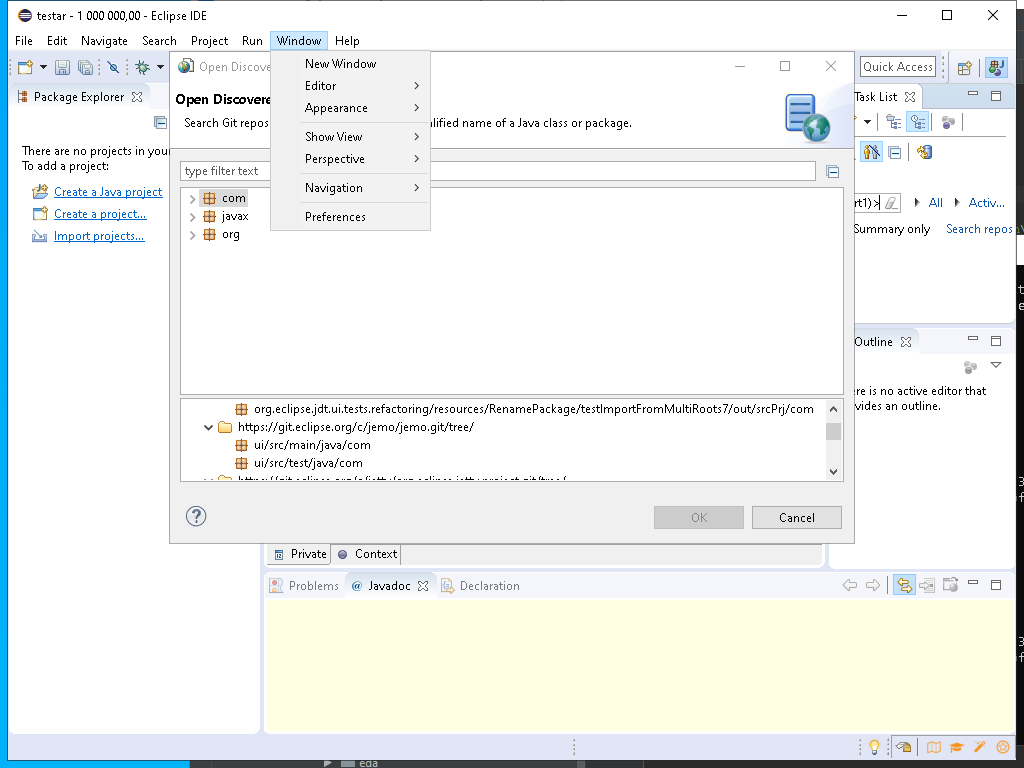 testar - 1 000 000,00 - Eclipse IDE
File Edit Navigate Search Project Run Window Help
New Window
Editor
Appearance
Show View
Perspective
Navigation
Preferences
Quick Access
Package Explorer
There are no projects in your
To add a project:
Create a Java project
Create a project...
Import projects...
Open Discove
Open Discovere
Search Git repos
alified name of a Java class or package.
type filter text
com
javax
org
org.eclipse.jdt.ui.tests.refactoring/resources/RenamePackage/testImportFromMultiRoots7/out/srcPrj/com
https://git.eclipse.org/c/jemo/jemo.git/tree/
ui/src/main/java/com
ui/src/test/java/com
OK
Cancel
Task List
rt1) >
All
Activ...
Summary only
Search repos
Outline
ere is no active editor that
vides an outline.
Private
Context
Problems
Javadoc
Declaration
eda